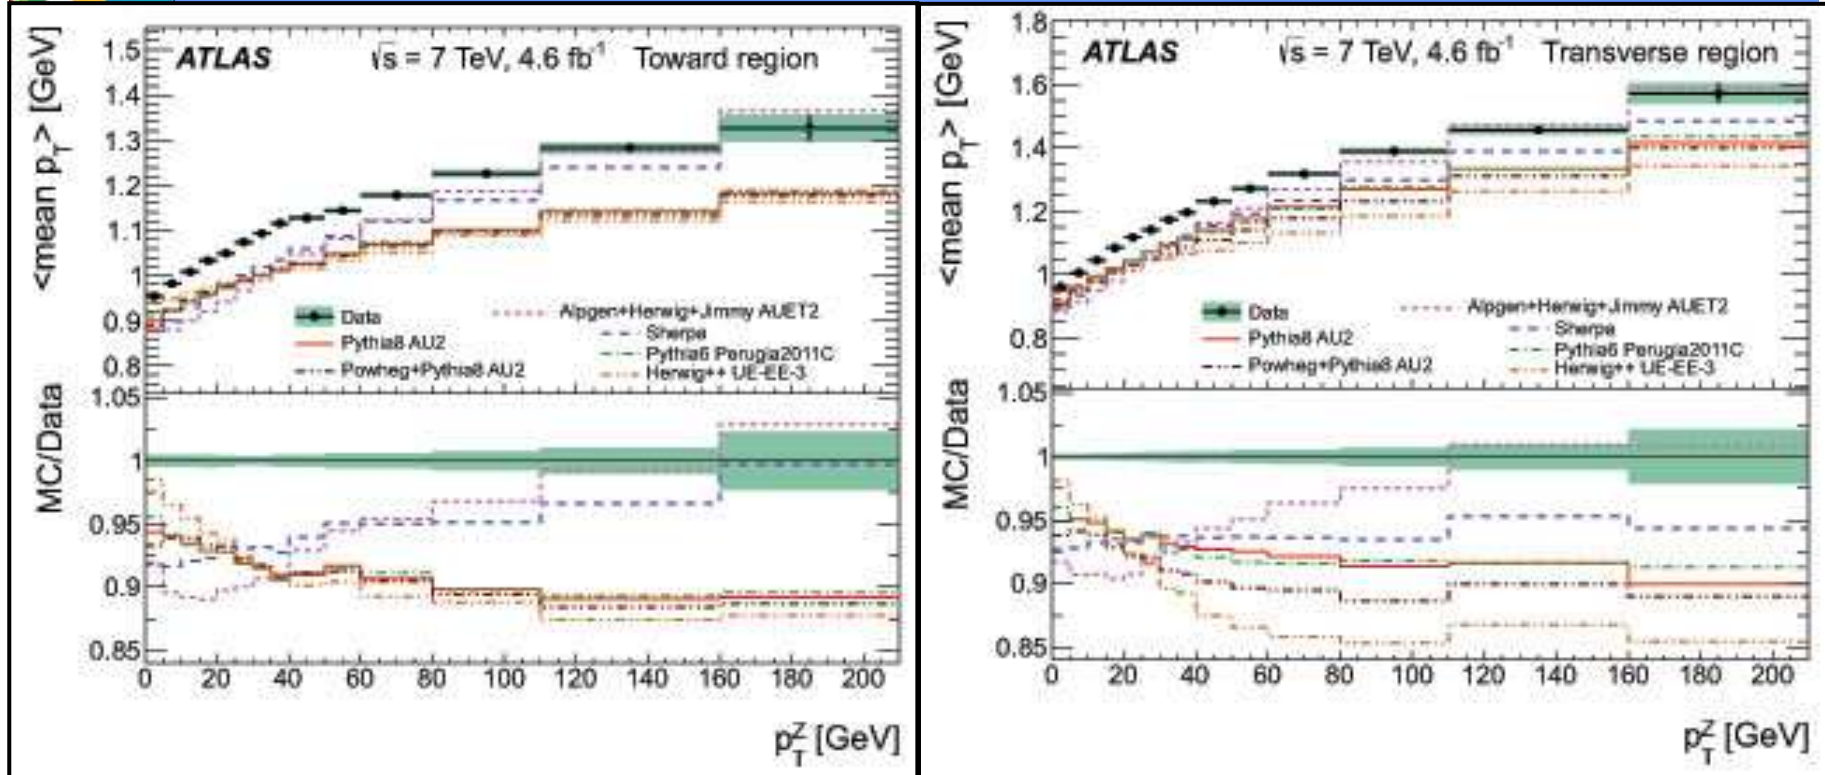 ATLAS √s = 7 TeV, 4.6 fb⁻¹ Toward region
<mean p_T> [GeV]
1.5
1.4
1.3
1.2
1.1
1
0.9
0.8
Data
Pythia8 AU2
Powheg+Pythia8 AU2
Alpgen+Herwig+Jimmy AUET2
Sherpa
Pythia6 Perugia2011C
Herwig++ UE-EE-3
MC/Data
1.05
1
0.95
0.9
0.85
0 20 40 60 80 100 120 140 160 180 200
p_T^Z [GeV]
ATLAS √s = 7 TeV, 4.6 fb⁻¹ Transverse region
<mean p_T> [GeV]
1.8
1.6
1.4
1.2
1
0.8
Data
Pythia8 AU2
Powheg+Pythia8 AU2
Alpgen+Herwig+Jimmy AUET2
Sherpa
Pythia6 Perugia2011C
Herwig++ UE-EE-3
MC/Data
1.05
1
0.95
0.9
0.85
0 20 40 60 80 100 120 140 160 180 200
p_T^Z [GeV]